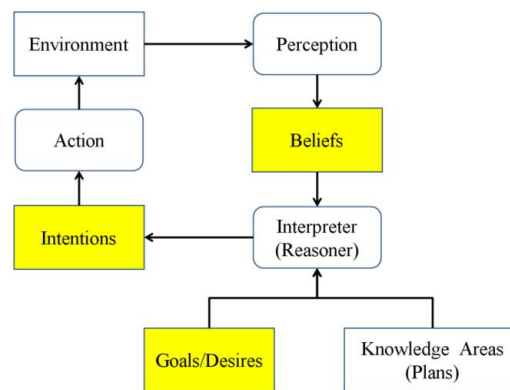 Environment
Perception
Action
Beliefs
Intentions
Interpreter
(Reasoner)
Goals/Desires
Knowledge Areas
(Plans)